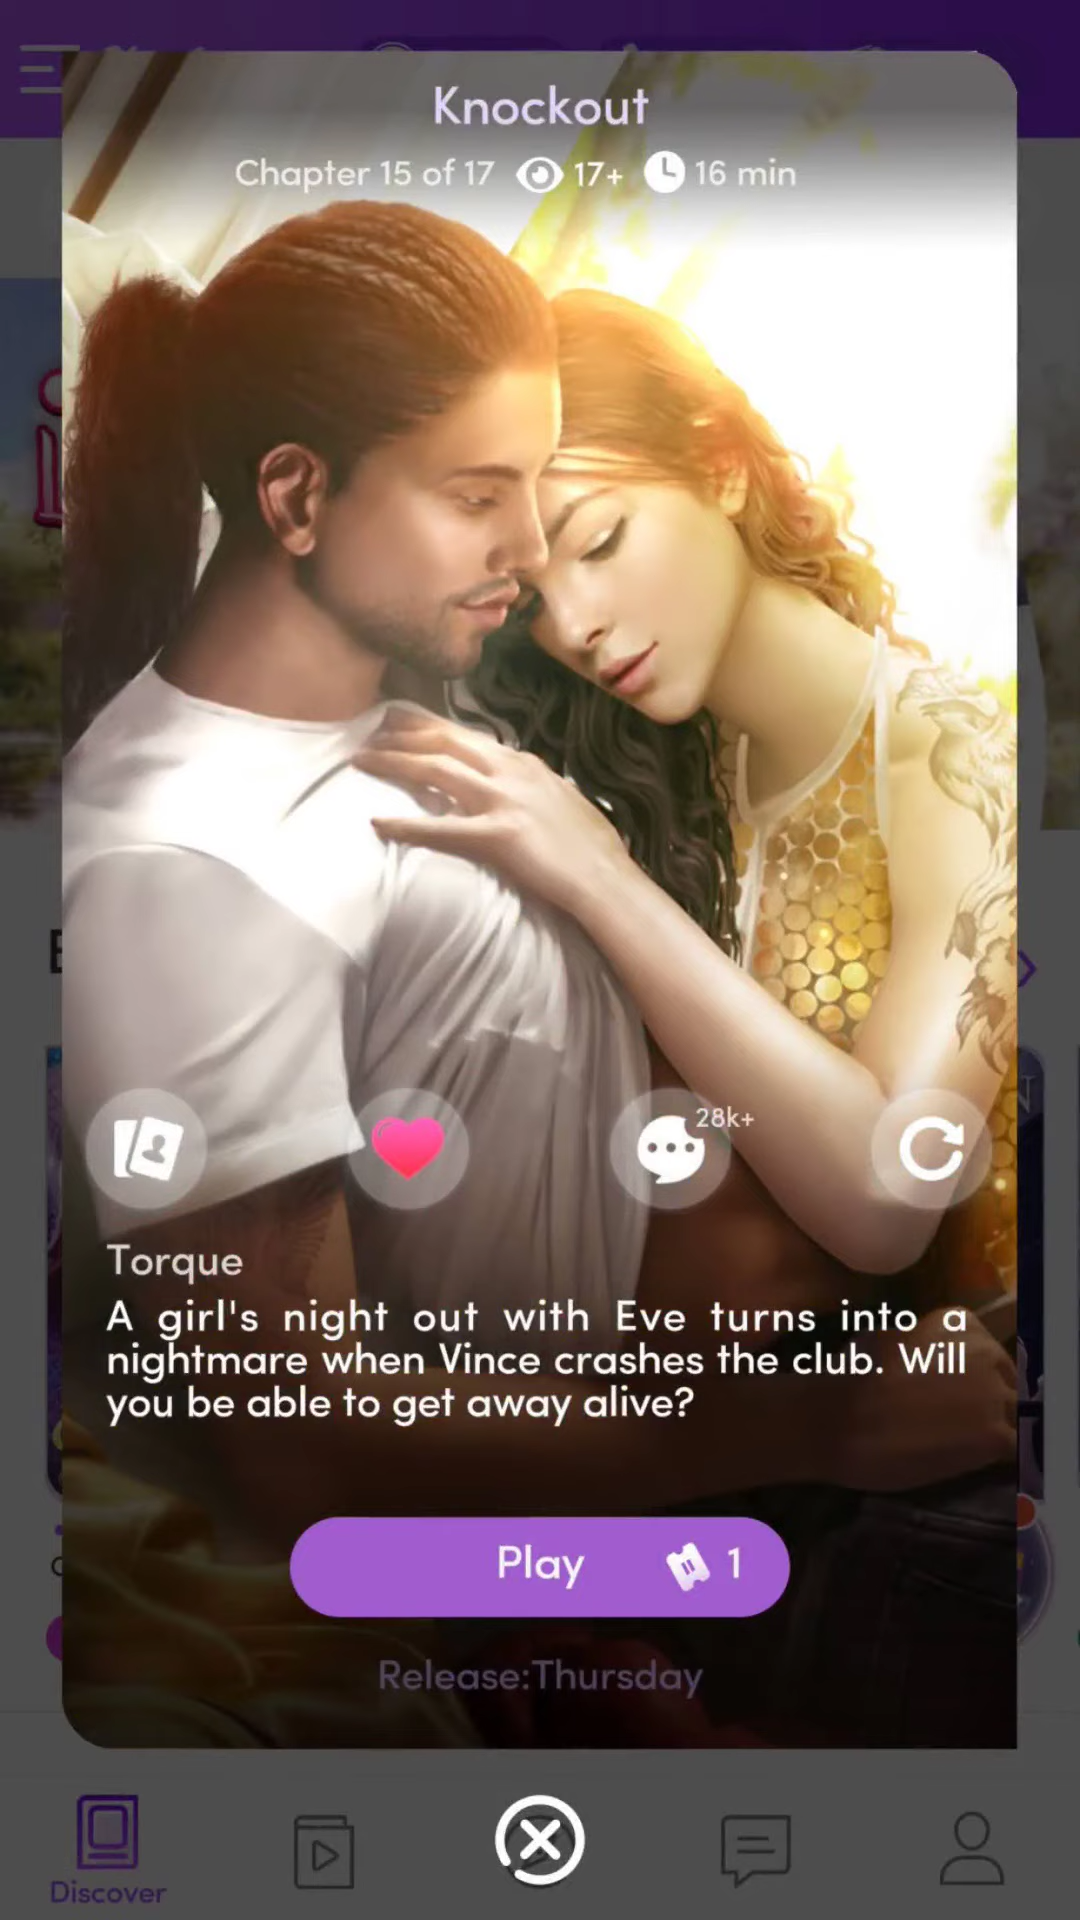 Knockout
Chapter 15 of 17 17+ 16 min
28k+
Torque
A girl's night out with Eve turns into a
nightmare when Vince crashes the club. Will
you be able to get away alive?
Play 1
Release:Thursday
Discover